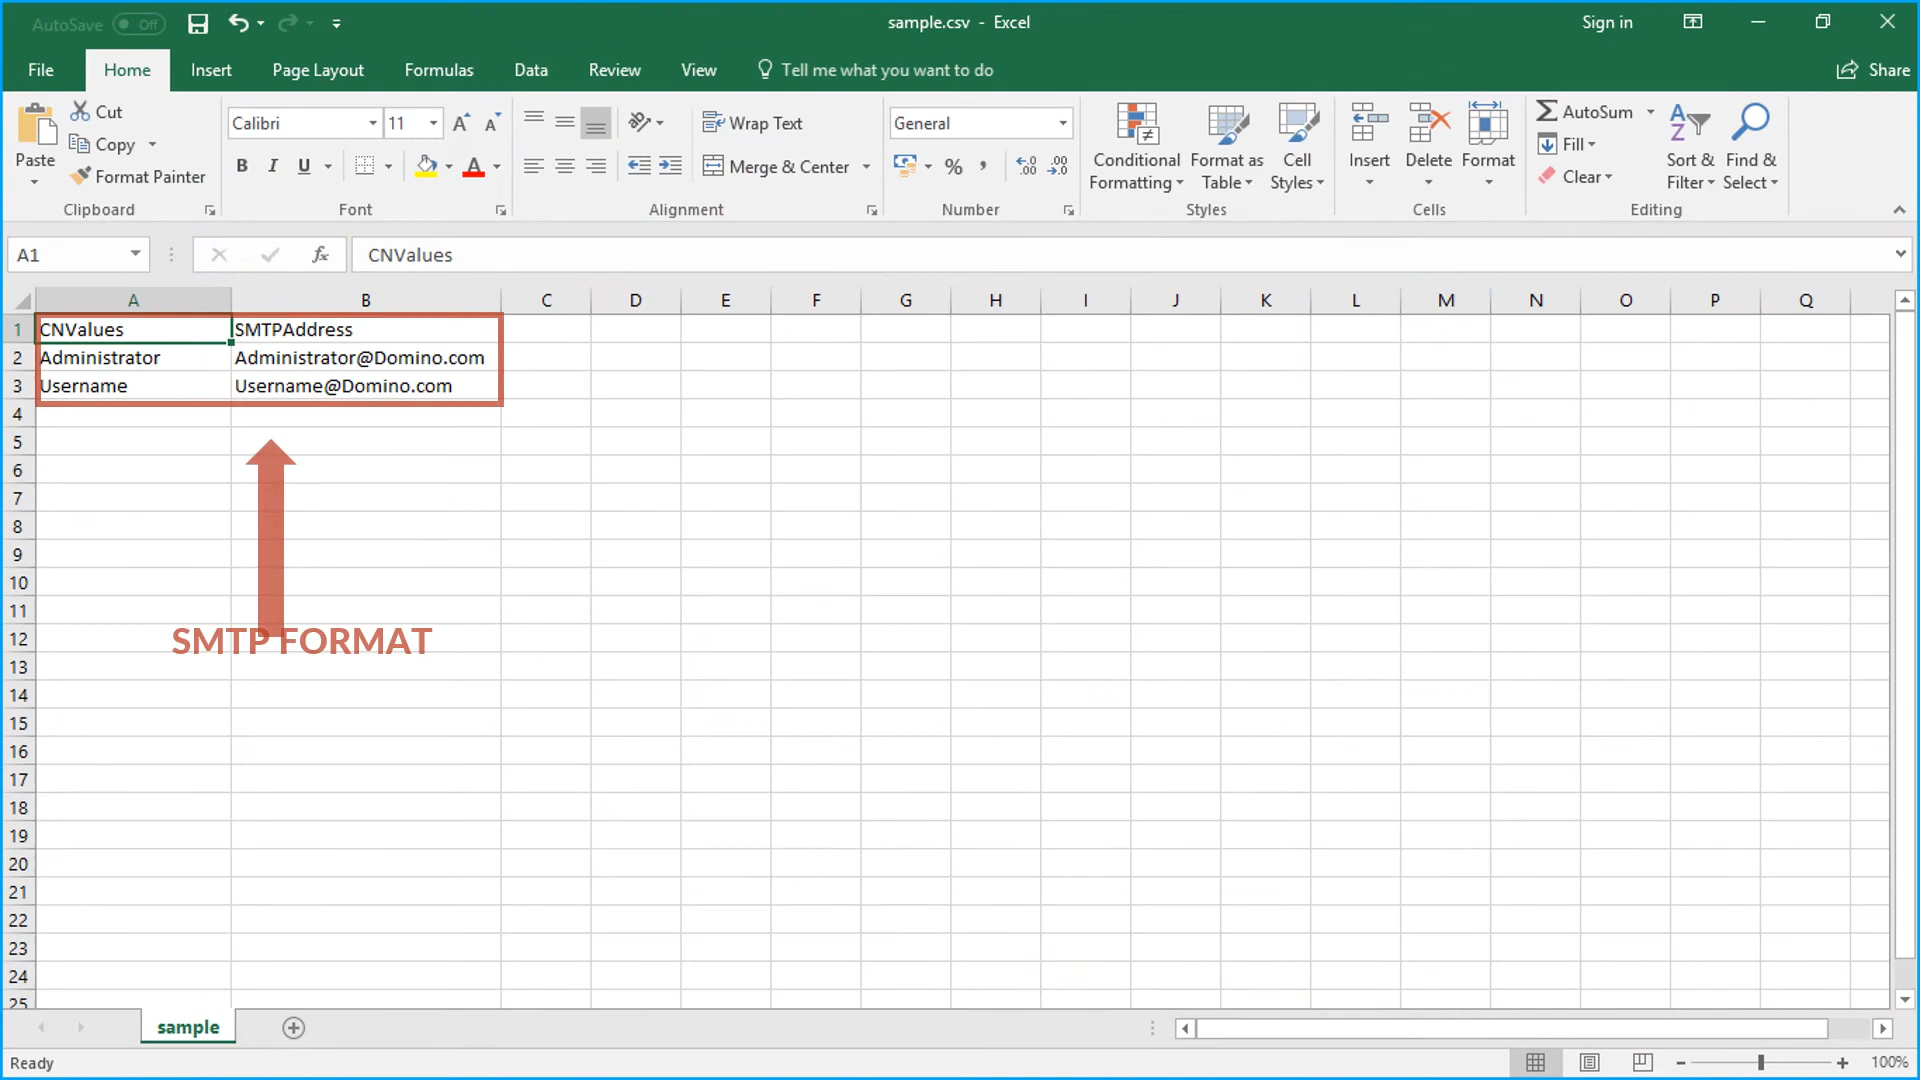 AutoSave Off
sample.csv - Excel
Sign in
File Home Insert Page Layout Formulas Data Review View Tell me what you want to do Share
Paste
Cut
Copy
Format Painter
Clipboard
Calibri 11 A A
B I U A
Font
Wrap Text
Merge & Center
Alignment
General
% , .00 .00
Number
Conditional Formatting
Format as Table
Cell Styles
Styles
Insert Delete Format
Cells
AutoSum
Fill
Clear
Sort & Filter
Find & Select
Editing
A1 fx CNValues
A B C D E F G H I J K L M N O P Q
1 CNValues SMTPAddress
2 Administrator Administrator@Domino.com
3 Username Username@Domino.com
4
5
6
7
8
9
10
11
12 SMTP FORMAT
13
14
15
16
17
18
19
20
21
22
23
24
25
sample
Ready 100%